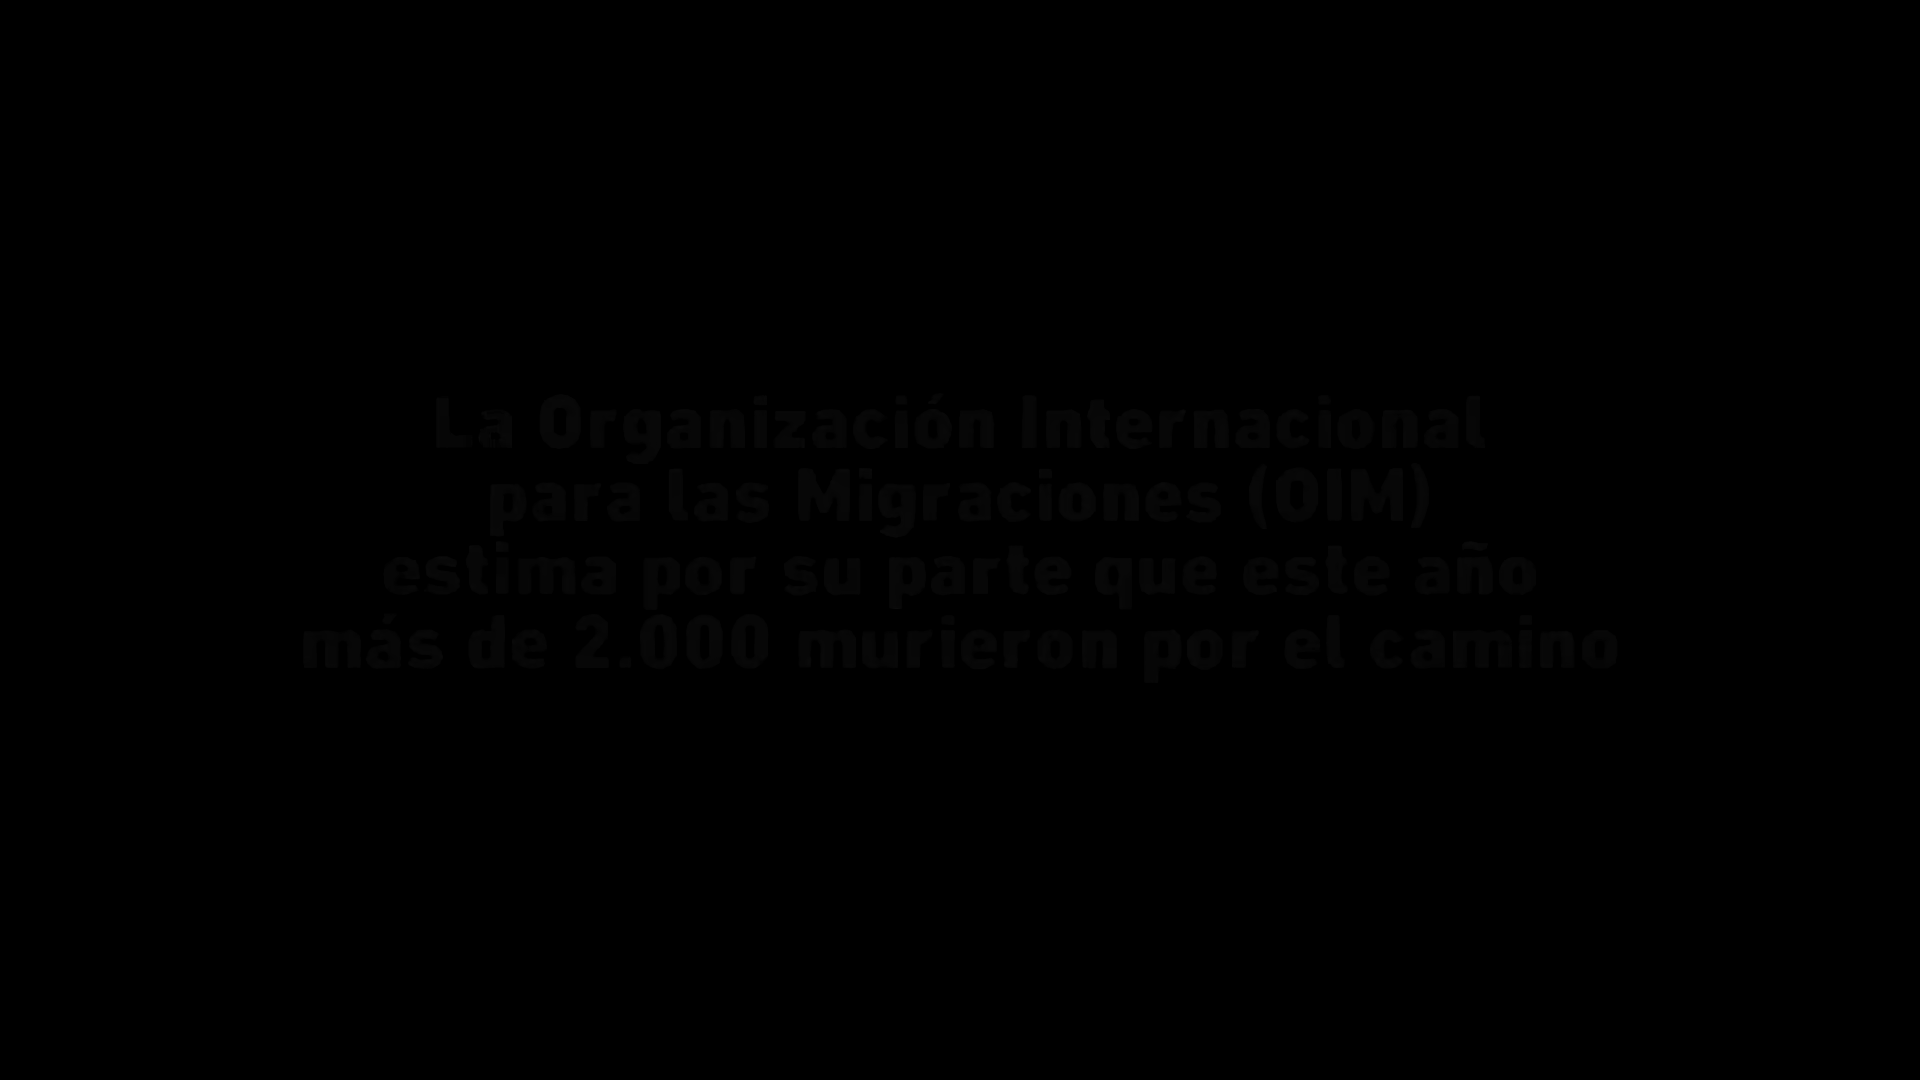 La Organización Internacional
para las Migraciones (OIM)
estima por su parte que este año
más de 2.000 murieron por el camino